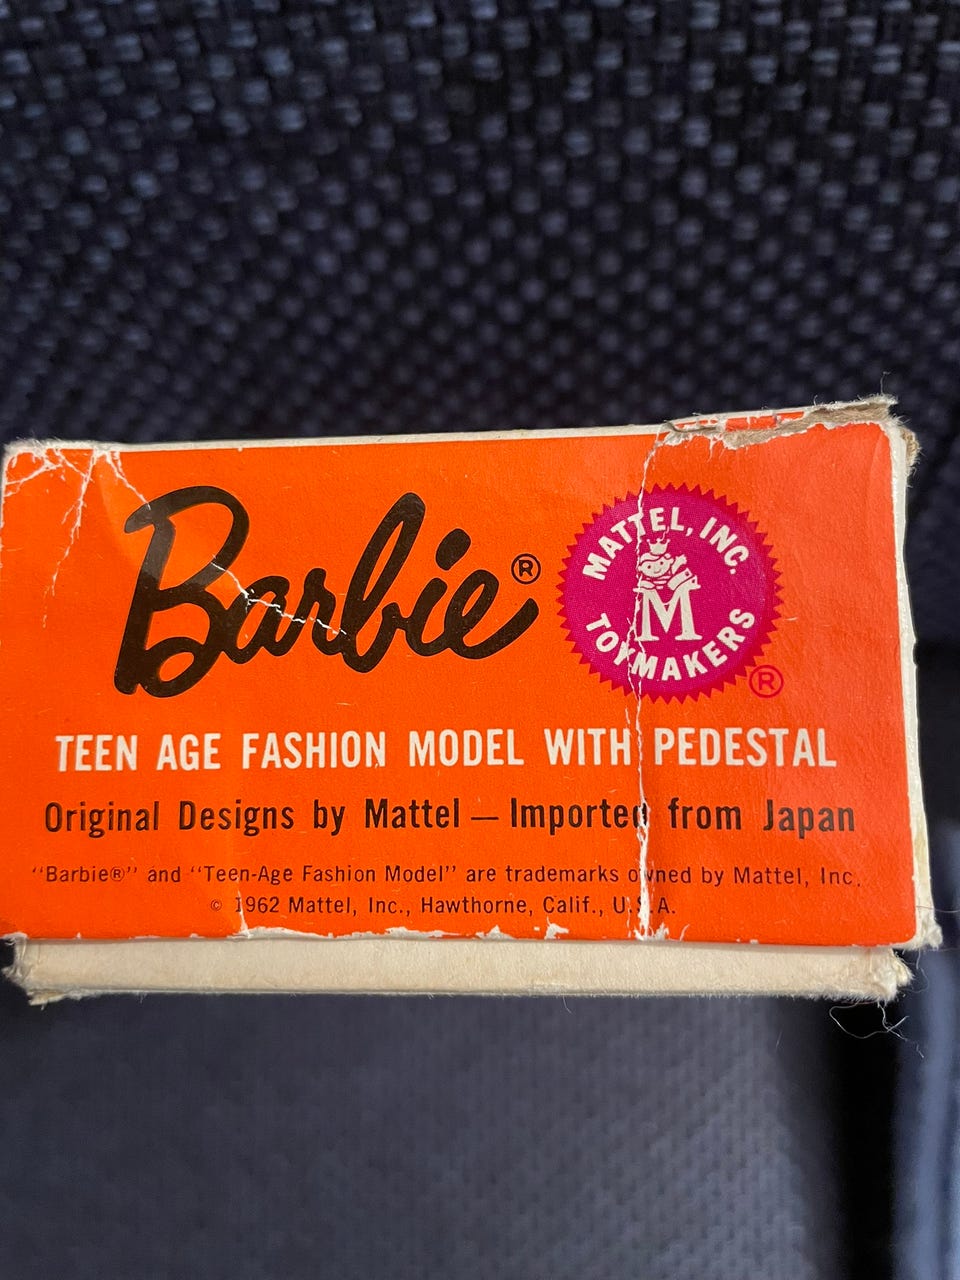 Barbie®
MATTEL, INC.
M
TOYMAKERS
®
TEEN AGE FASHION MODEL WITH PEDESTAL
Original Designs by Mattel — Imported from Japan
"Barbie®" and "Teen-Age Fashion Model" are trademarks owned by Mattel, Inc.
© 1962 Mattel, Inc., Hawthorne, Calif., U.S.A.